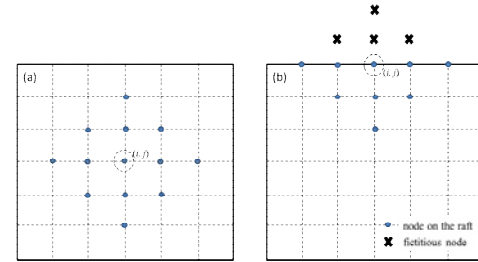 (a)
(i, j)
(b)
(i, j)
node on the raft
fictitious node